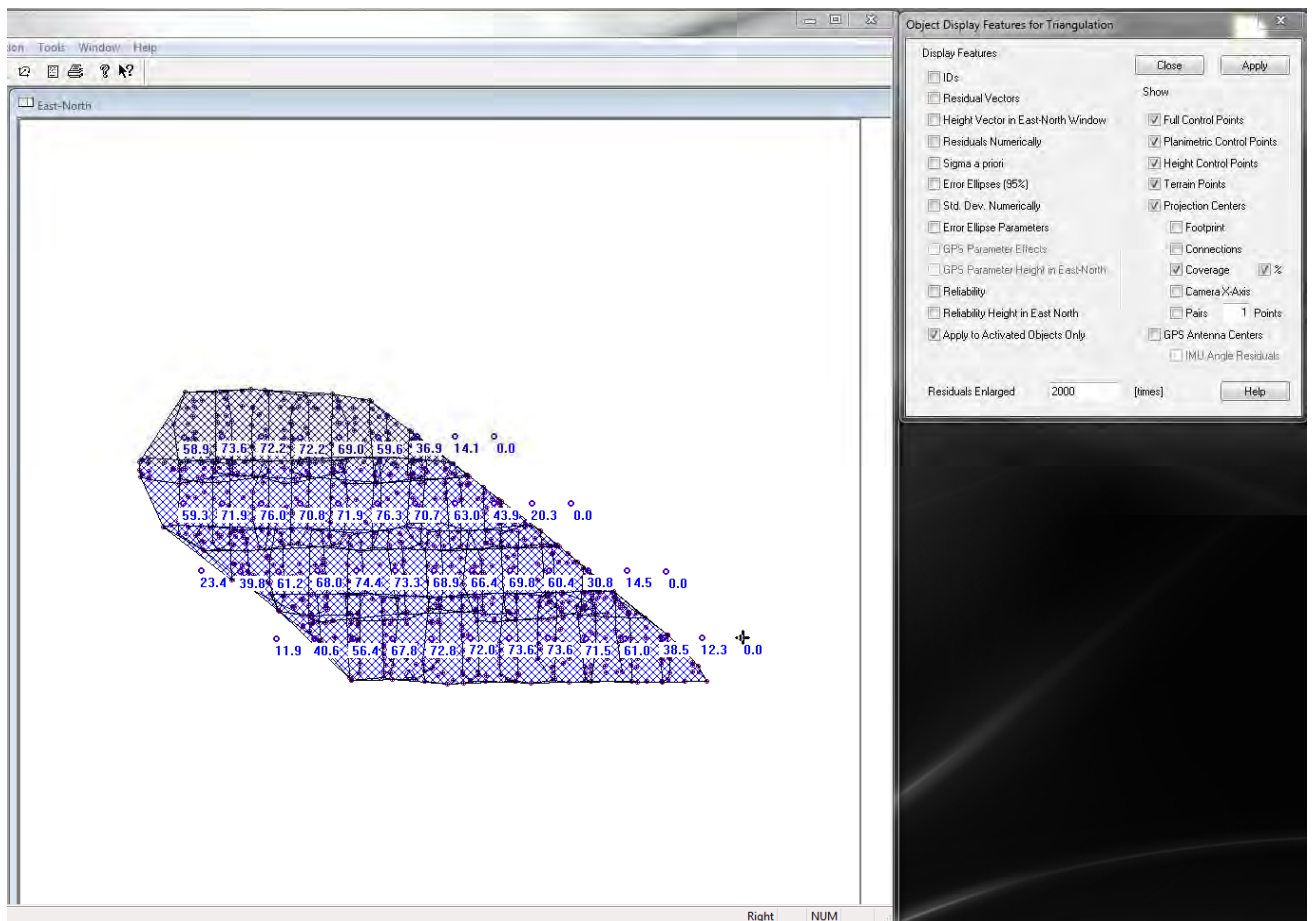 tion Tools Window Help
East-North
58.9 73.6 72.2 72.2 69.0 59.6 36.9 14.1 0.0
59.3 71.9 76.0 70.8 71.9 76.3 70.7 63.0 43.9 20.3 0.0
23.4 39.8 61.2 68.0 74.4 73.3 68.9 66.4 69.8 60.4 30.8 14.5 0.0
11.9 40.6 56.4 67.8 72.8 72.0 73.6 73.6 71.5 61.0 38.5 12.3 0.0
Right NUM
Object Display Features for Triangulation
Display Features
IDs
Residual Vectors
Height Vector in East-North Window
Residuals Numerically
Sigma a priori
Error Ellipses (95%)
Std. Dev. Numerically
Error Ellipse Parameters
GPS Parameter Effects
GPS Parameter Height in East-North
Reliability
Reliability Height in East North
Apply to Activated Objects Only
Close Apply
Show
Full Control Points
Planimetric Control Points
Height Control Points
Terrain Points
Projection Centers
Footprint
Connections
Coverage %
Camera X-Axis
Pairs 1 Points
GPS Antenna Centers
IMU Angle Residuals
Residuals Enlarged 2000 [times] Help